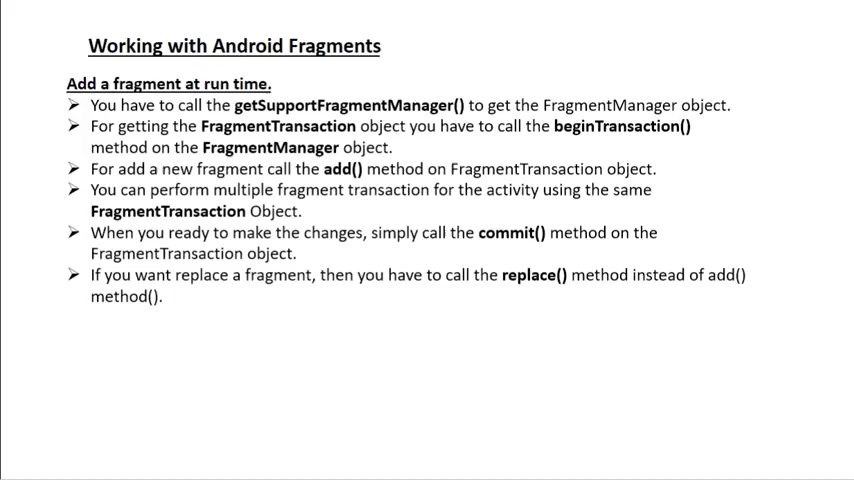 Working with Android Fragments
Add a fragment at run time.
➤ You have to call the getSupportFragmentManager() to get the FragmentManager object.
➤ For getting the FragmentTransaction object you have to call the beginTransaction()
method on the FragmentManager object.
➤ For add a new fragment call the add() method on FragmentTransaction object.
➤ You can perform multiple fragment transaction for the activity using the same
FragmentTransaction Object.
➤ When you ready to make the changes, simply call the commit() method on the
FragmentTransaction object.
➤ If you want replace a fragment, then you have to call the replace() method instead of add()
method().